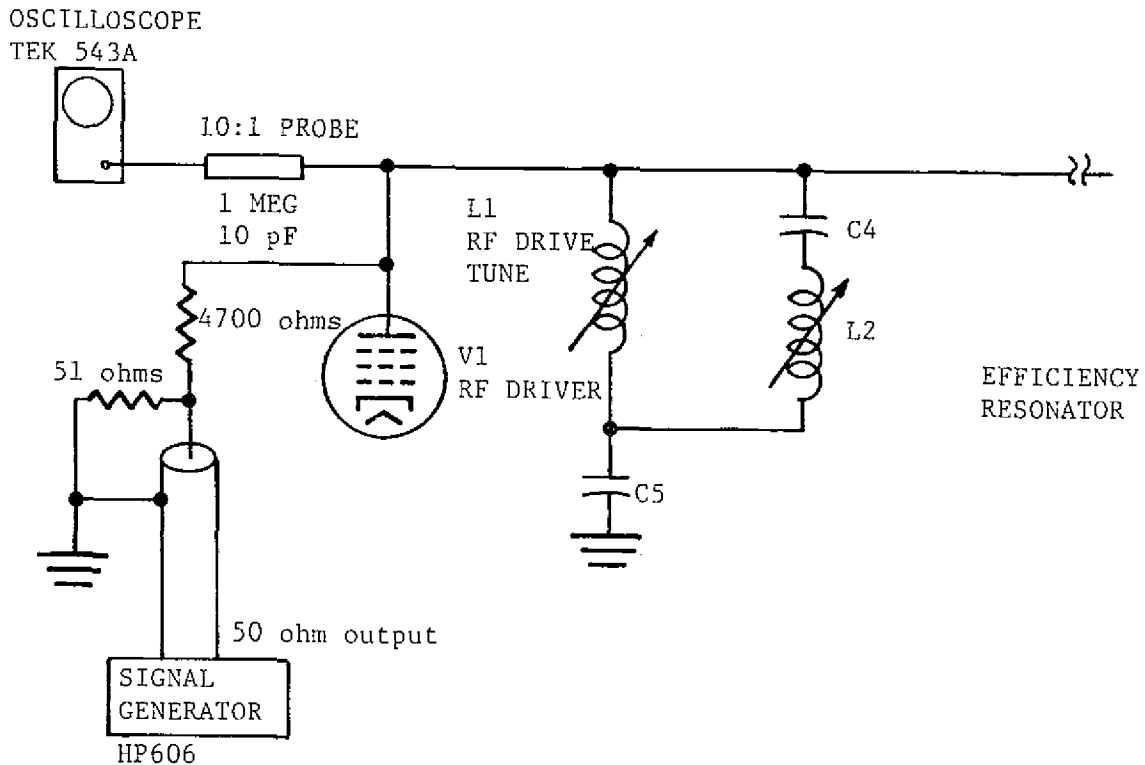 OSCILLOSCOPE
TEK 543A
10:1 PROBE
1 MEG
10 pF
L1
RF DRIVE
TUNE
C4
4700 ohms
V1
RF DRIVER
L2
51 ohms
EFFICIENCY
RESONATOR
C5
50 ohm output
SIGNAL
GENERATOR
HP606